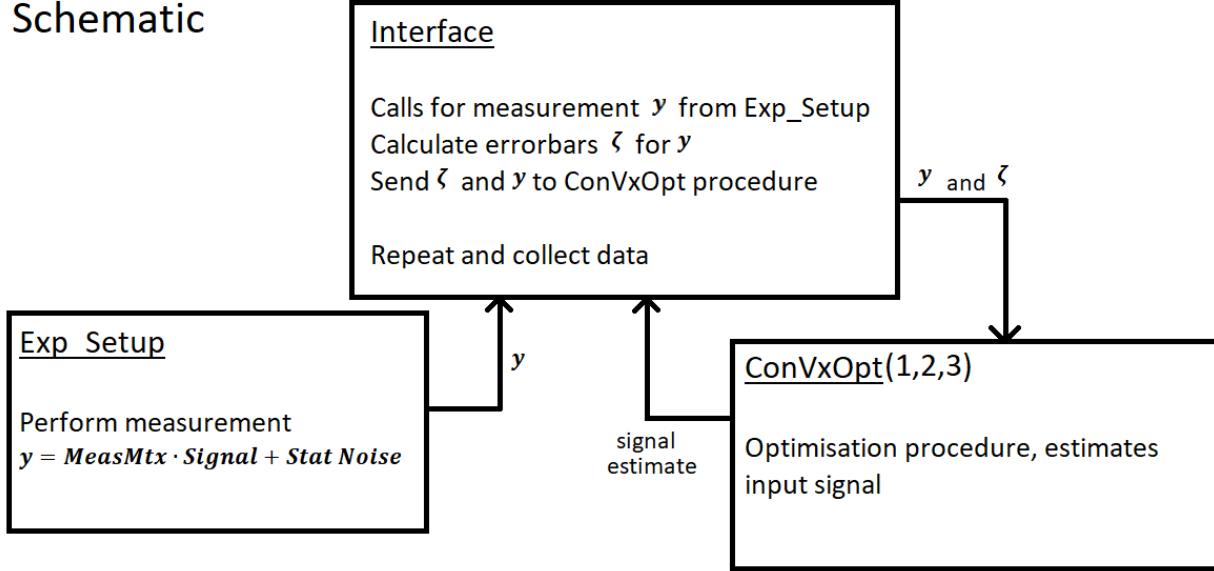 Schematic
Interface
Calls for measurement y from Exp_Setup
Calculate errorbars ζ for y
Send ζ and y to ConVxOpt procedure
Repeat and collect data
y and ζ
Exp_Setup
Perform measurement
y = MeasMtx · Signal + Stat Noise
y
signal
estimate
ConVxOpt(1,2,3)
Optimisation procedure, estimates
input signal